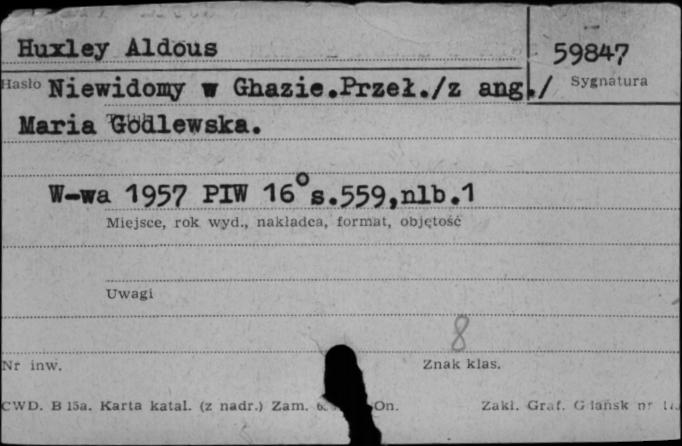 Huxley Aldous
59847
Hasło Niewidomy w Ghazie.Przeł./z ang./ Sygnatura
Maria Godlewska.
W-wa 1957 PIW 16° s.559,nlb.1
Miejsce, rok wyd., nakładca, format, objętość
Uwagi
8
Nr inw. Znak klas.
CWD. B 15a. Karta katal. (z nadr.) Zam. On. Zakł. Graf. Gdańsk nr